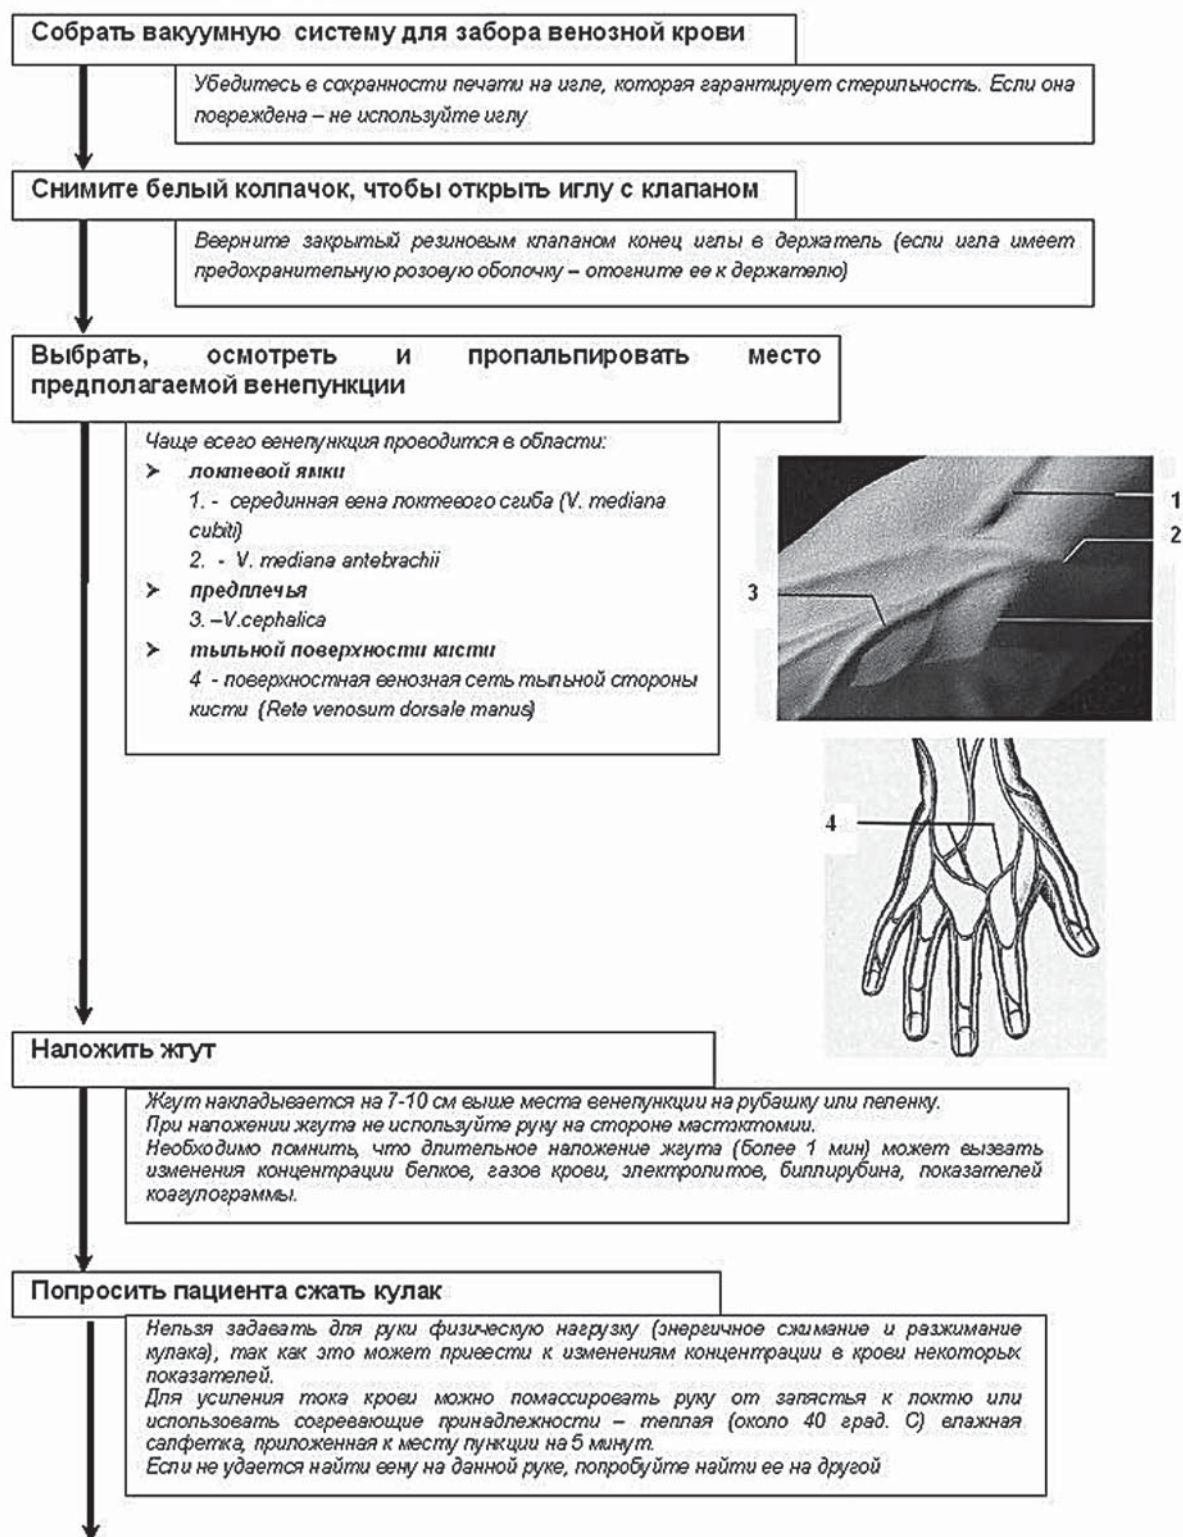 Собрать вакуумную систему для забора венозной крови
Убедитесь в сохранности печати на игле, которая гарантирует стерильность. Если она
повреждена – не используйте иглу
Снимите белый колпачок, чтобы открыть иглу с клапаном
Вверните закрытый резиновым клапаном конец иглы в держатель (если игла имеет
предохранительную розовую оболочку – отогните ее к держателю)
Выбрать, осмотреть и пропальпировать место
предполагаемой венепункции
Чаще всего венепункция проводится в области:
➢ локтевой ямки
1. - серединная вена локтевого сгиба (V. mediana
cubiti)
2. - V. mediana antebrachii
➢ предплечья
3. –V.cephalica
➢ тыльной поверхности кисти
4 - поверхностная венозная сеть тыльной стороны
кисти (Rete venosum dorsale manus)
1
2
3
4
Наложить жгут
Жгут накладывается на 7-10 см выше места венепункции на рубашку или пеленку.
При наложении жгута не используйте руку на стороне мастэктомии.
Необходимо помнить, что длительное наложение жгута (более 1 мин) может вызвать
изменения концентрации белков, газов крови, электролитов, биллирубина, показателей
коагулограммы.
Попросить пациента сжать кулак
Нельзя задавать для руки физическую нагрузку (энергичное сжимание и разжимание
кулака), так как это может привести к изменениям концентрации в крови некоторых
показателей.
Для усиления тока крови можно помассировать руку от запястья к локтю или
использовать согревающие принадлежности – теплая (около 40 град. С) влажная
салфетка, приложенная к месту пункции на 5 минут.
Если не удается найти вену на данной руке, попробуйте найти ее на другой